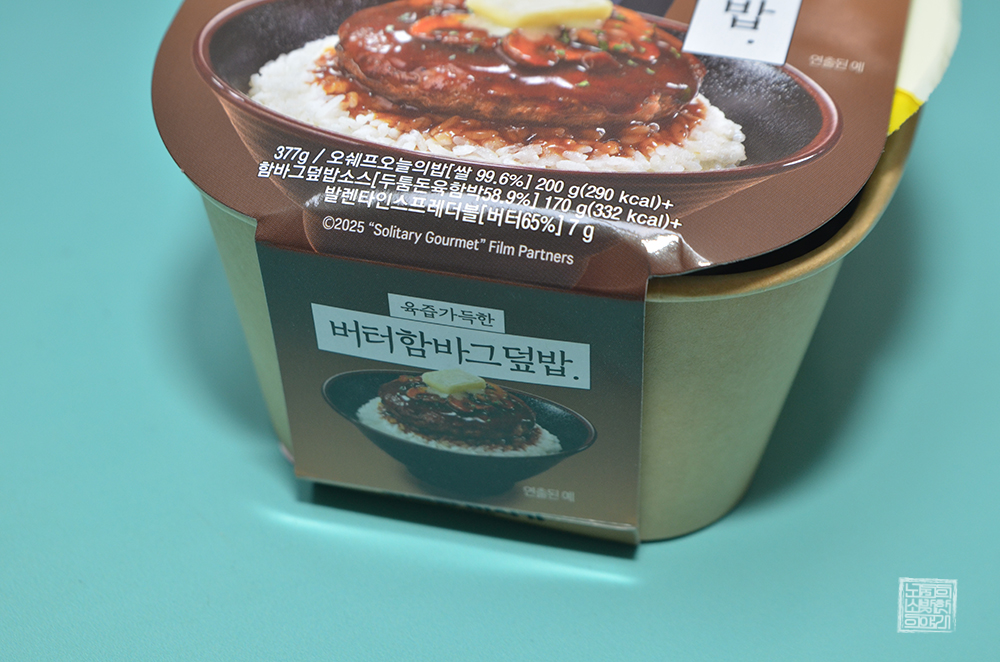 밥.
연출된 예
377g / 오쉐프오늘의밥[쌀 99.6%] 200 g(290 kcal)+
함바그덮밥소스[두툼돈육함박58.9%] 170 g(332 kcal)+
발렌타인스프레더블[버터65%] 7 g
©2025 “Solitary Gourmet” Film Partners
육즙가득한
버터함바그덮밥.
연출된 예